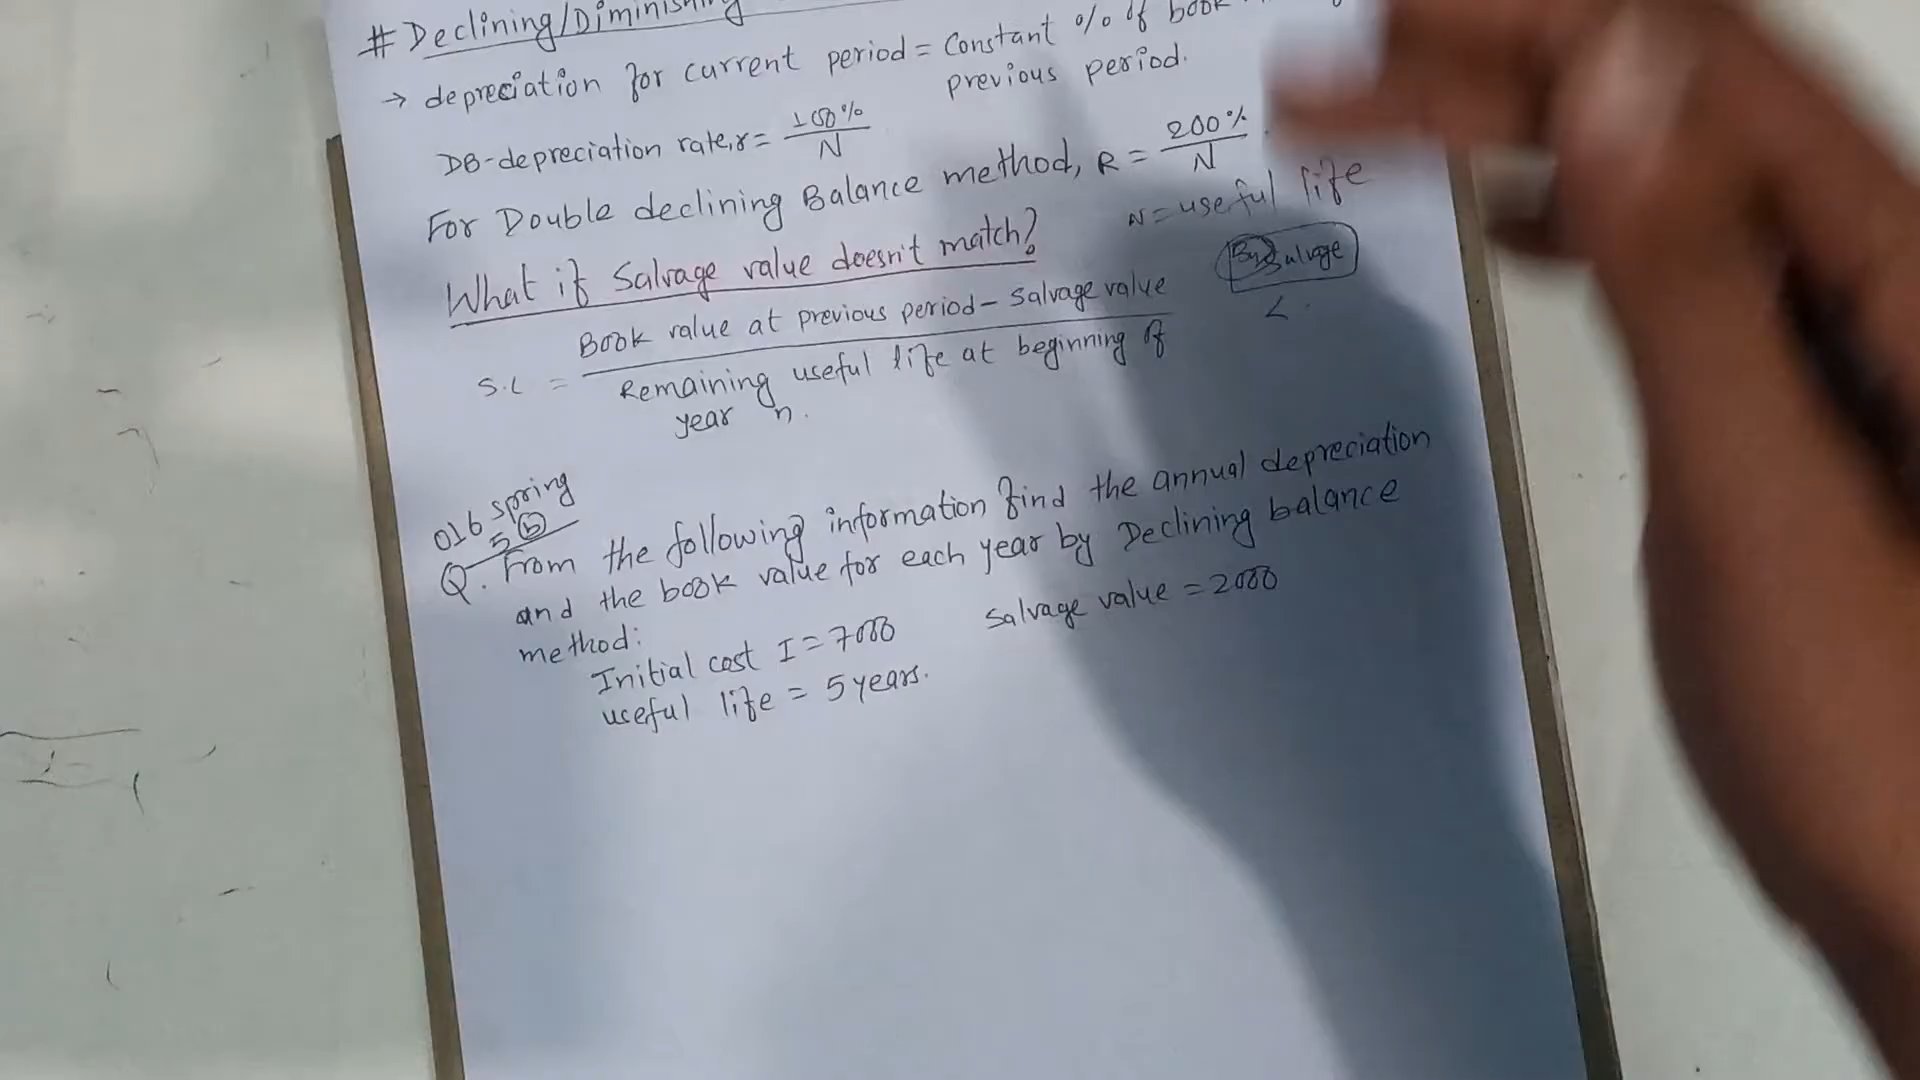 # Declining/Diminishing
→ depreciation for current period = Constant % of book
previous period.
DB-depreciation rate, r = 100% / N
For Double declining Balance method, R = 200% / N
N = useful life
What if Salvage value doesn't match?
Salvage
<
S.L = Book value at previous period - Salvage value
Remaining useful life at beginning of
year n.
016 spring
5 b
Q. From the following information find the annual depreciation
and the book value for each year by Declining balance
method:
Initial cost I = 7000 Salvage value = 2000
useful life = 5 years.